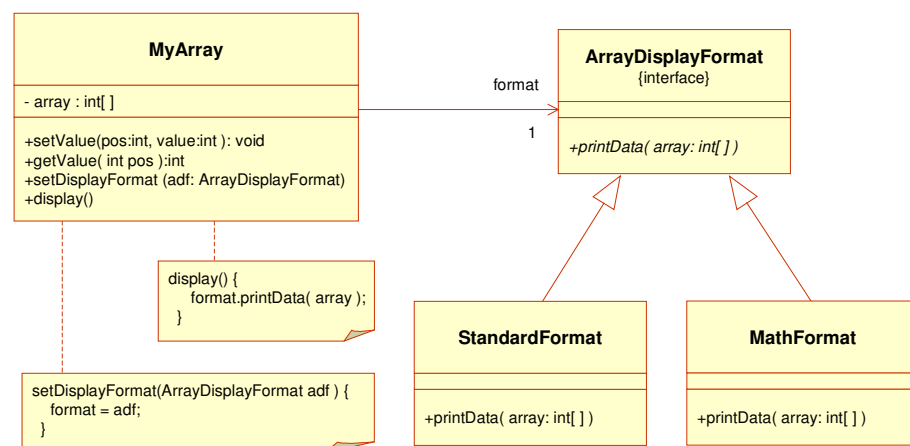 MyArray
- array : int[ ]
+setValue(pos:int, value:int ): void
+getValue( int pos ):int
+setDisplayFormat (adf: ArrayDisplayFormat)
+display()
format
1
ArrayDisplayFormat
{interface}
+printData( array: int[ ] )
display() {
format.printData( array );
}
setDisplayFormat(ArrayDisplayFormat adf ) {
format = adf;
}
StandardFormat
+printData( array: int[ ] )
MathFormat
+printData( array: int[ ] )